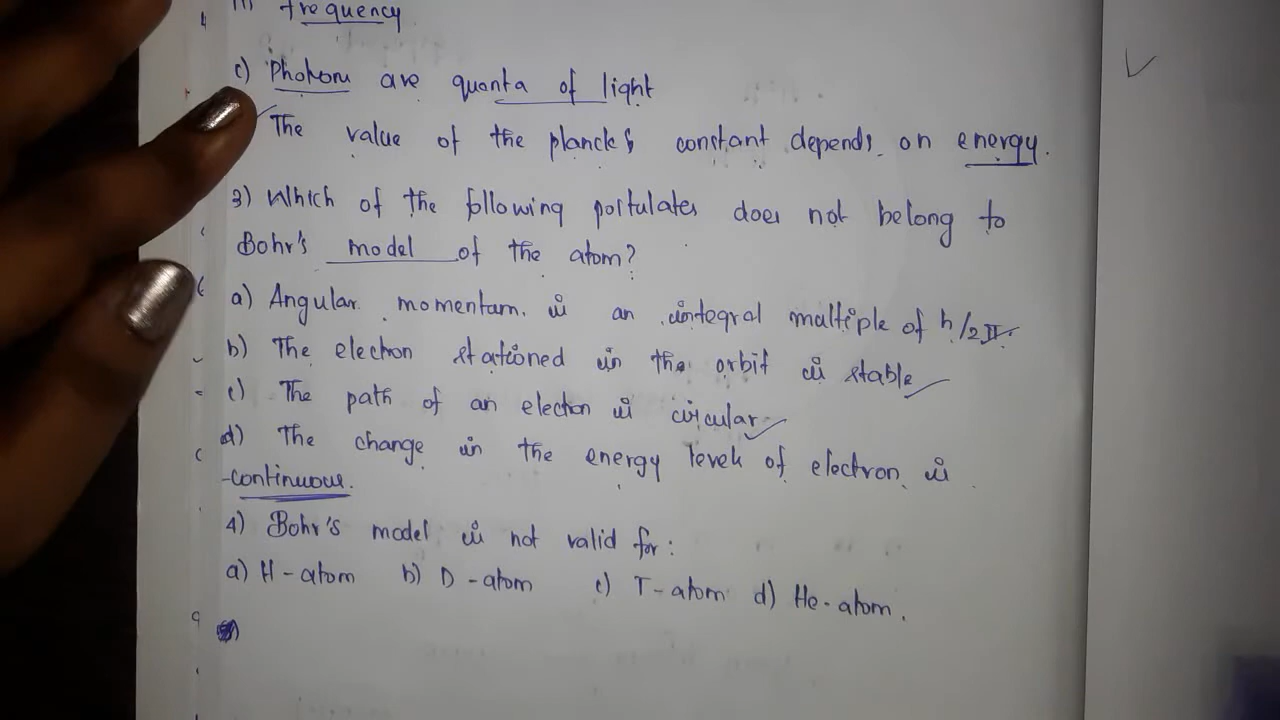 frequency
c) Photons are quanta of light
The value of the planck's constant depends on energy.
3) Which of the following postulates does not belong to
Bohr's model of the atom?
a) Angular momentum is an integral multiple of h/2π.
b) The electron stationed in the orbit is stable
c) The path of an electron is circular
d) The change in the energy levels of electron is
-continuous.
4) Bohr's model is not valid for:
a) H-atom b) D-atom c) T-atom d) He-atom.